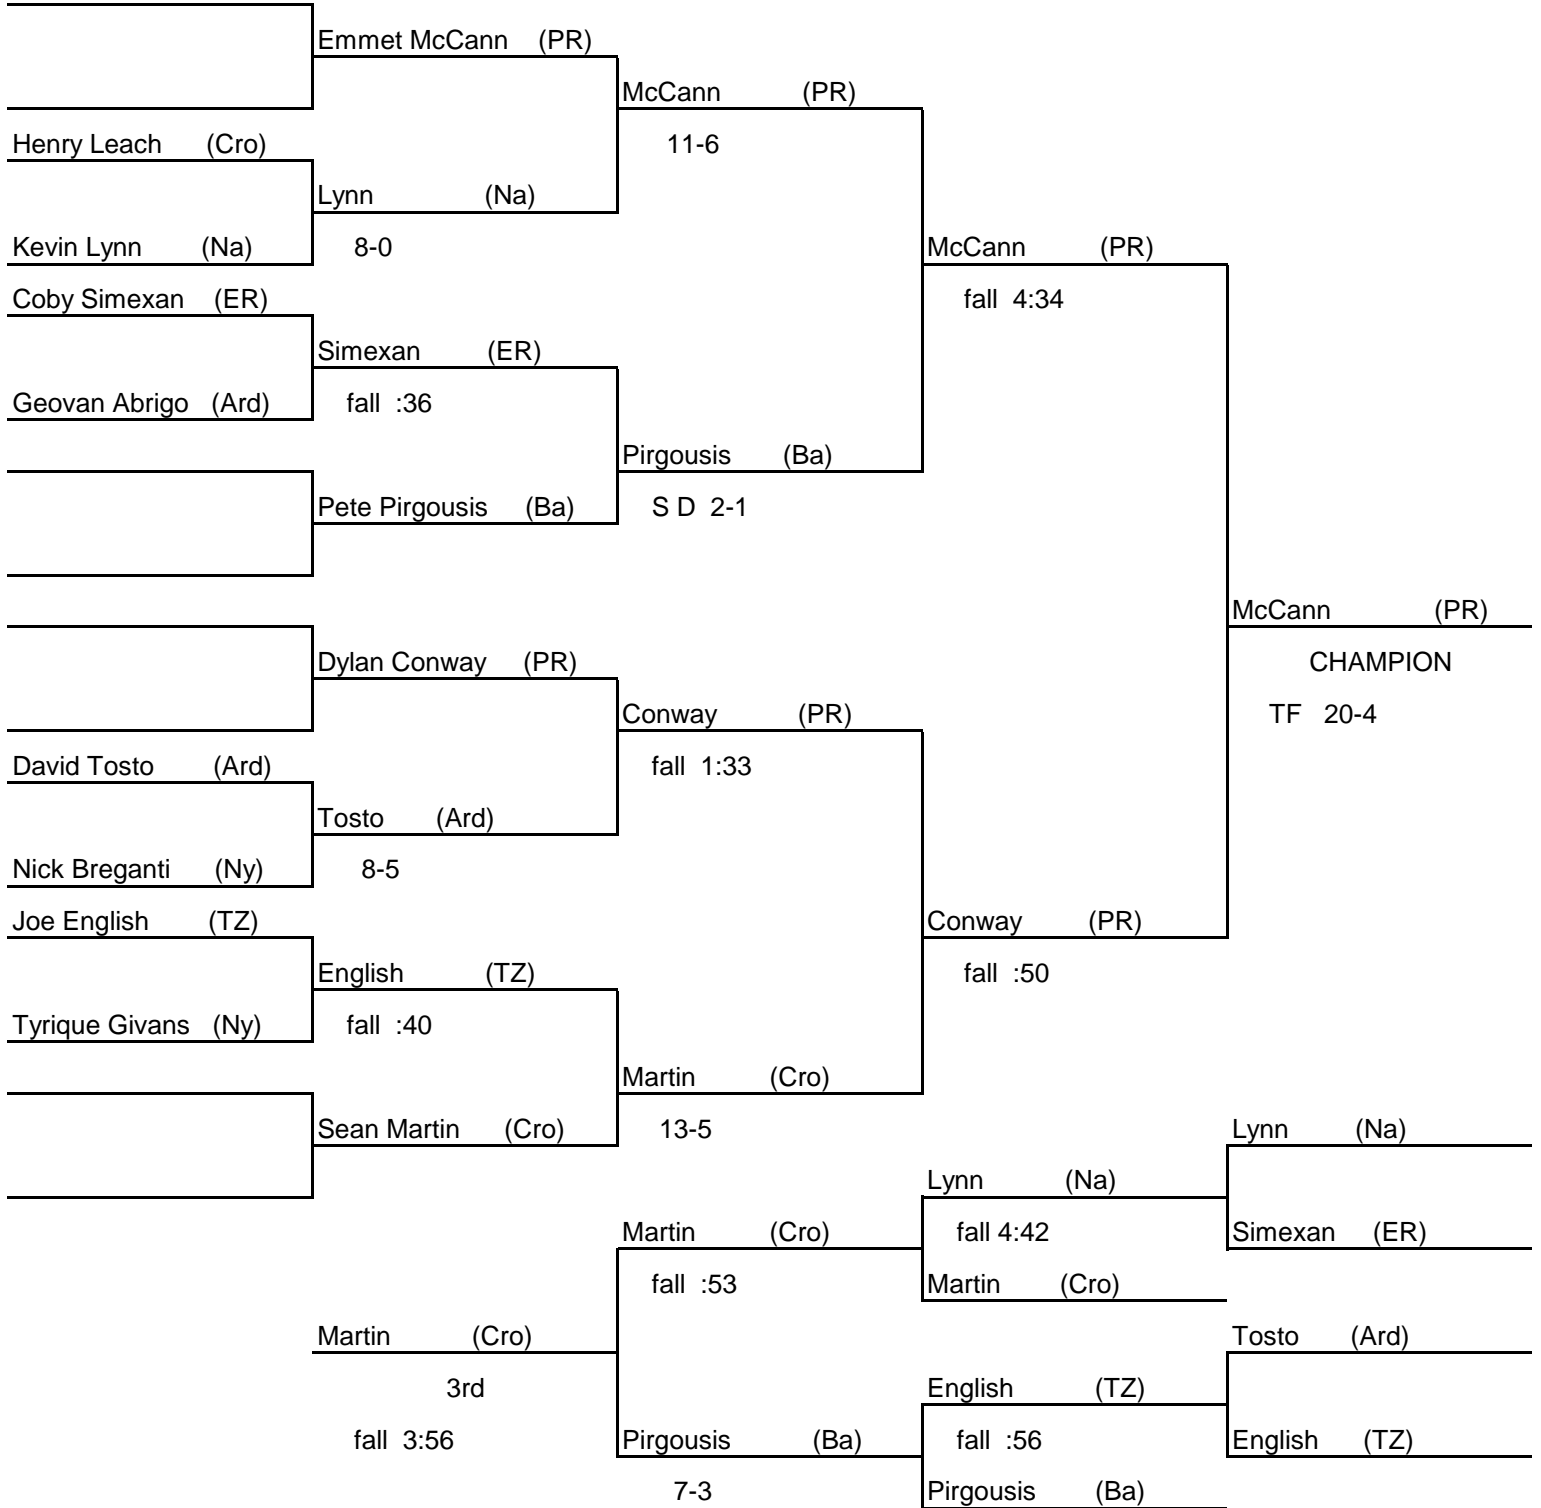 Emmet McCann (PR)
McCann (PR)
Henry Leach (Cro) 11-6
Lynn (Na)
Kevin Lynn (Na) 8-0 McCann (PR)
Coby Simexan (ER) fall 4:34
Simexan (ER)
Geovan Abrigo (Ard) fall :36
Pirgousis (Ba)
Pete Pirgousis (Ba) S D 2-1
McCann (PR)
Dylan Conway (PR) CHAMPION
Conway (PR) TF 20-4
David Tosto (Ard) fall 1:33
Tosto (Ard)
Nick Breganti (Ny) 8-5
Joe English (TZ) Conway (PR)
English (TZ) fall :50
Tyrique Givans (Ny) fall :40
Martin (Cro)
Sean Martin (Cro) 13-5 Lynn (Na)
Lynn (Na)
Martin (Cro) fall 4:42 Simexan (ER)
fall :53 Martin (Cro)
Martin (Cro) Tosto (Ard)
3rd English (TZ)
fall 3:56 Pirgousis (Ba) fall :56 English (TZ)
7-3 Pirgousis (Ba)